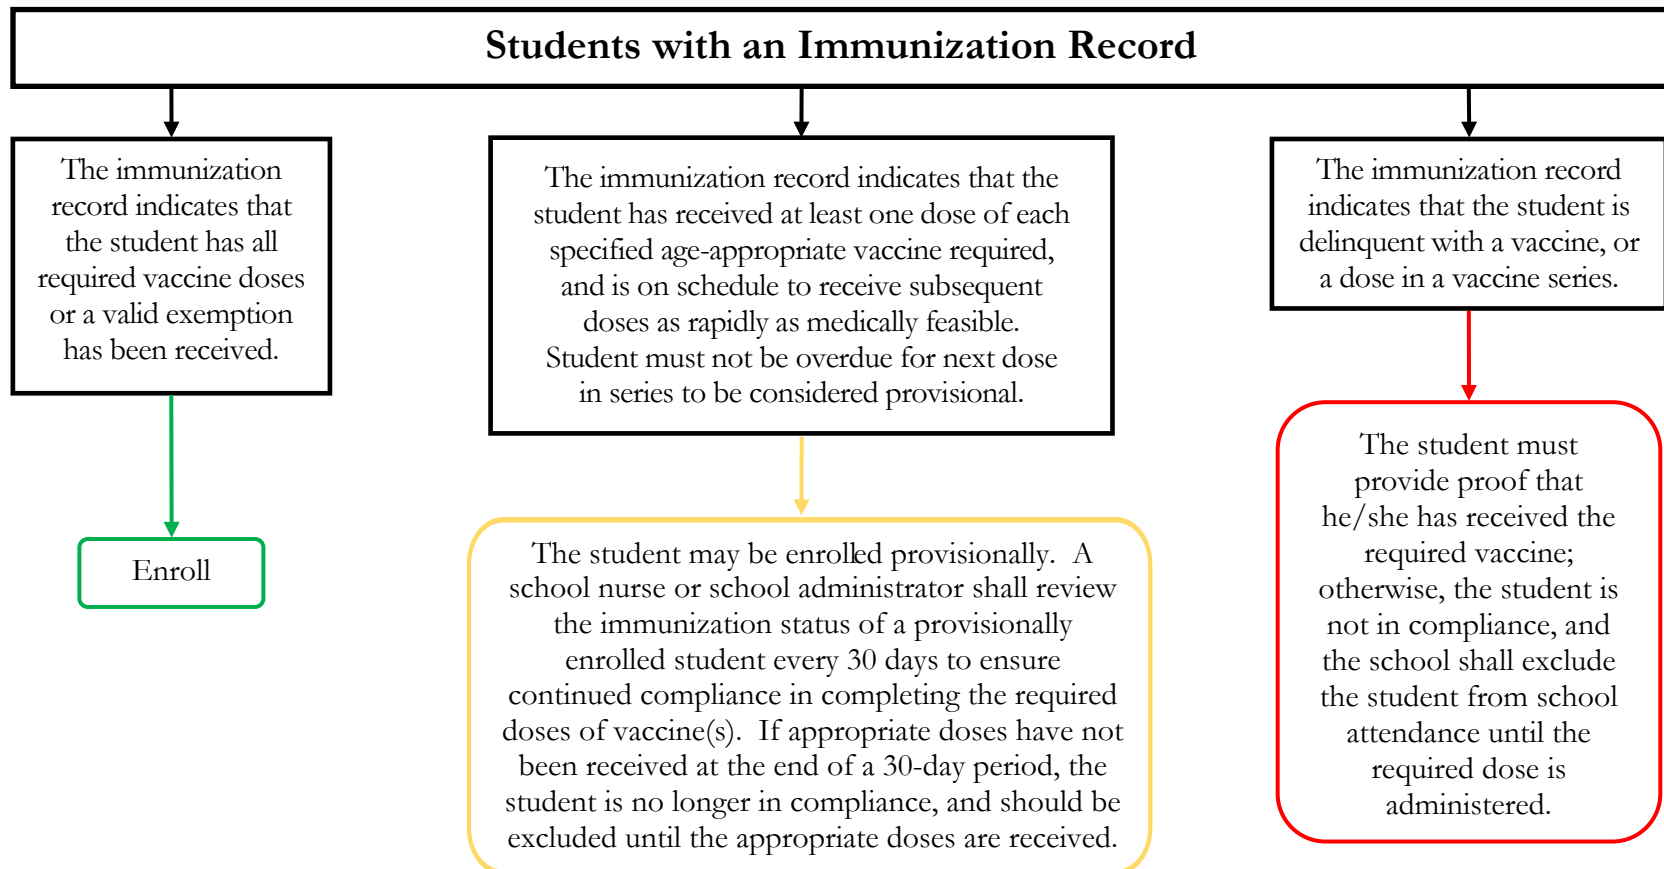 Students with an Immunization Record
The immunization
record indicates that
the student has all
required vaccine doses
or a valid exemption
has been received.
Enroll
The immunization record indicates that the
student has received at least one dose of each
specified age-appropriate vaccine required,
and is on schedule to receive subsequent
doses as rapidly as medically feasible.
Student must not be overdue for next dose
in series to be considered provisional.
The student may be enrolled provisionally.  A
school nurse or school administrator shall review
the immunization status of a provisionally
enrolled student every 30 days to ensure
continued compliance in completing the required
doses of vaccine(s).  If appropriate doses have not
been received at the end of a 30-day period, the
student is no longer in compliance, and should be
excluded until the appropriate doses are received.
The immunization record
indicates that the student is
delinquent with a vaccine, or
a dose in a vaccine series.
The student must
provide proof that
he/she has received the
required vaccine;
otherwise, the student is
not in compliance, and
the school shall exclude
the student from school
attendance until the
required dose is
administered.